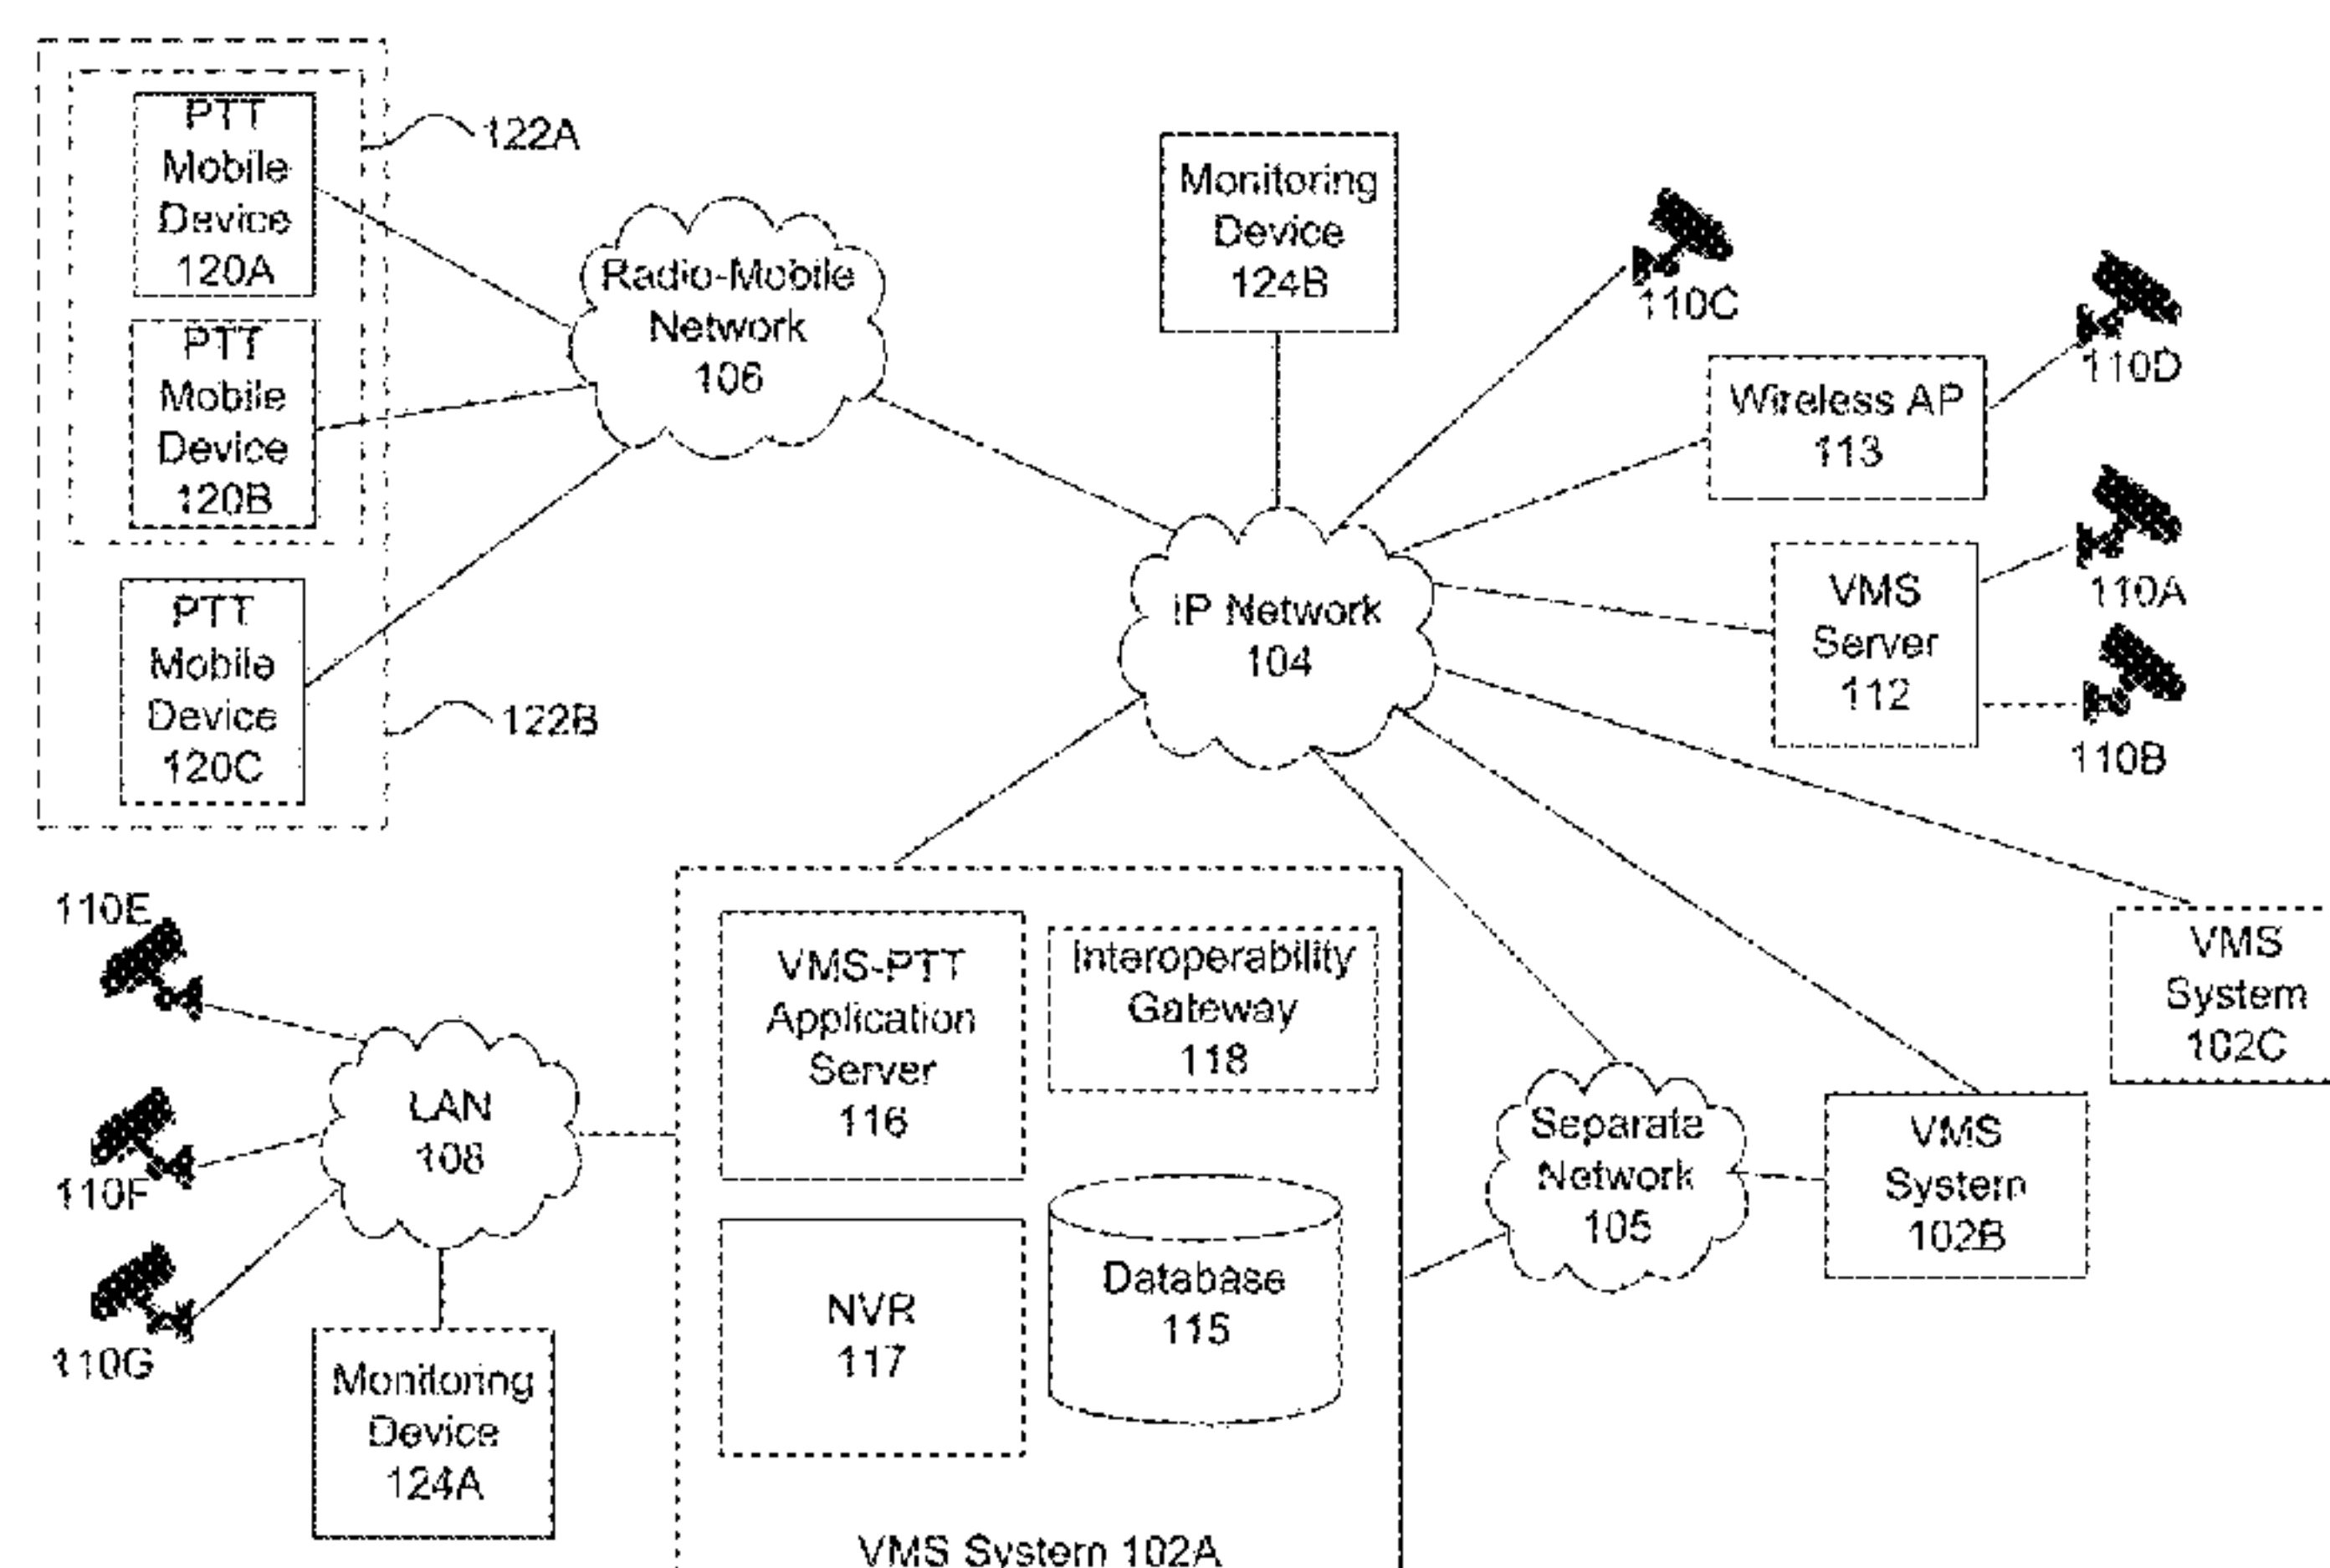 PTT
Mobile
Device
120A
122A
PTT
Mobile
Device
120B
PTT
Mobile
Device
120C
122B
Radio-Mobile
Network
106
Monitoring
Device
124B
110C
110D
Wireless AP
113
110A
VMS
Server
112
110B
IP Network
104
110E
110F
110G
LAN
108
Monitoring
Device
124A
VMS-PTT
Application
Server
116
Interoperability
Gateway
118
NVR
117
Database
115
VMS System 102A
Separate
Network
105
VMS
System
102B
VMS
System
102C